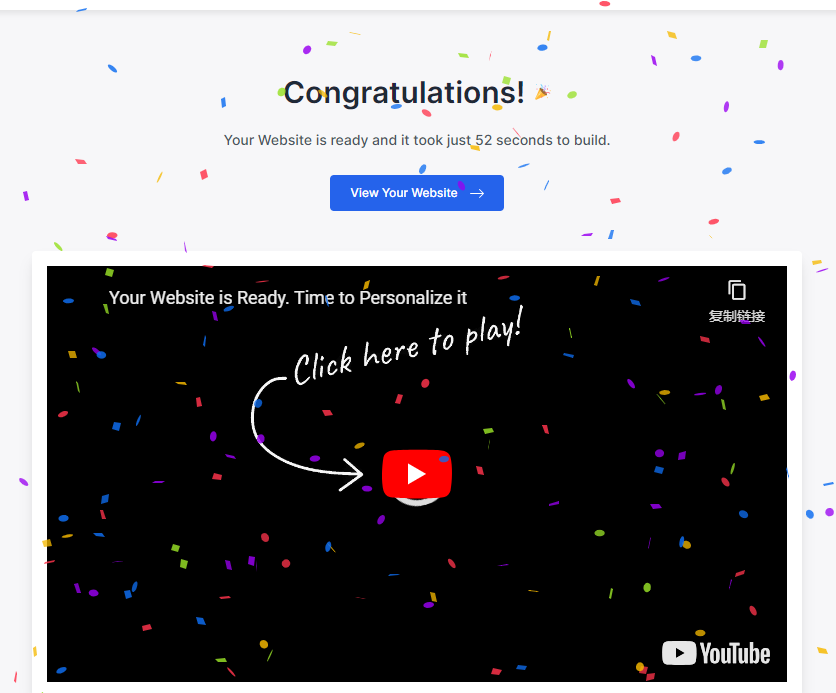 Congratulations! 🎉
Your Website is ready and it took just 52 seconds to build.
View Your Website →
Your Website is Ready. Time to Personalize it
复制链接
Click here to play!
YouTube